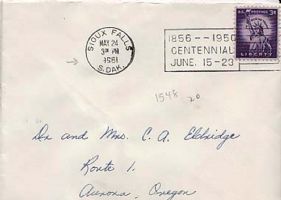 SIOUX FALLS
MAY 24
3 PM
1956
S.DAK.
1856--1956
CENTENNIAL
JUNE. 15-23
U.S. POSTAGE 3¢
LIBERTY
1548 20
Dr. and Mrs. C. A. Eldridge
Route 1.
Aurora, Oregon